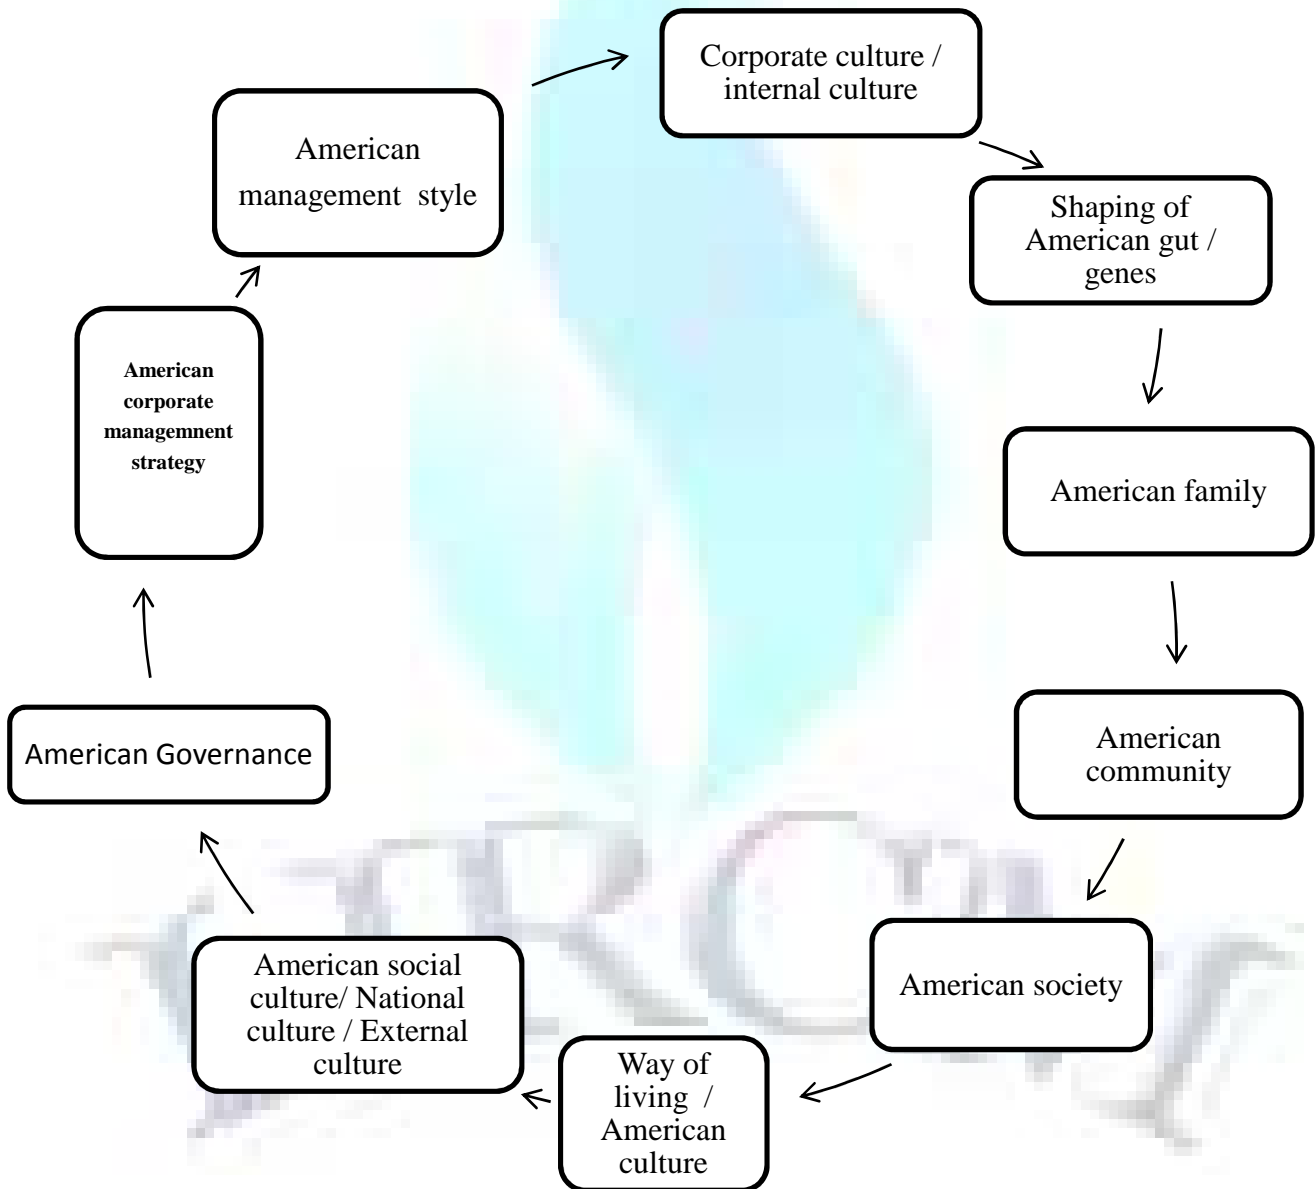 Corporate culture /
internal culture
Shaping of
American gut /
genes
American family
American
community
American society
Way of
living /
American
culture
American social
culture/ National
culture / External
culture
American Governance
American
corporate
managemnent
strategy
American
management style